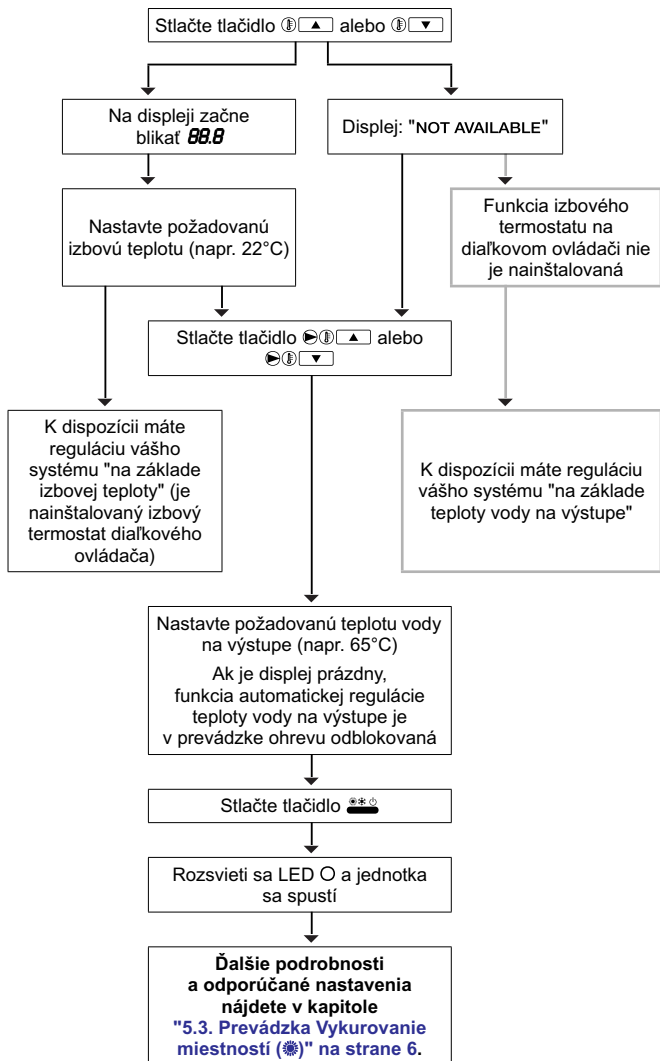 Stlačte tlačidlo ▲ alebo ▼
Na displeji začne
blikať 88.8
Displej: "NOT AVAILABLE"
Nastavte požadovanú
izbovú teplotu (napr. 22°C)
Funkcia izbového
termostatu na
diaľkovom ovládači nie
je nainštalovaná
Stlačte tlačidlo ▲ alebo
▼
K dispozícii máte
reguláciu vášho
systému "na základe
izbovej teploty" (je
nainštalovaný izbový
termostat diaľkového
ovládača)
K dispozícii máte reguláciu
vášho systému "na základe
teploty vody na výstupe"
Nastavte požadovanú teplotu vody
na výstupe (napr. 65°C)
Ak je displej prázdny,
funkcia automatickej regulácie
teploty vody na výstupe je
v prevádzke ohrevu odblokovaná
Stlačte tlačidlo
Rozsvieti sa LED и jednotka
sa spustí
Ďalšie podrobnosti
a odporúčané nastavenia
nájdete v kapitole
"5.3. Prevádzka Vykurovanie
miestností (☀)" na strane 6.